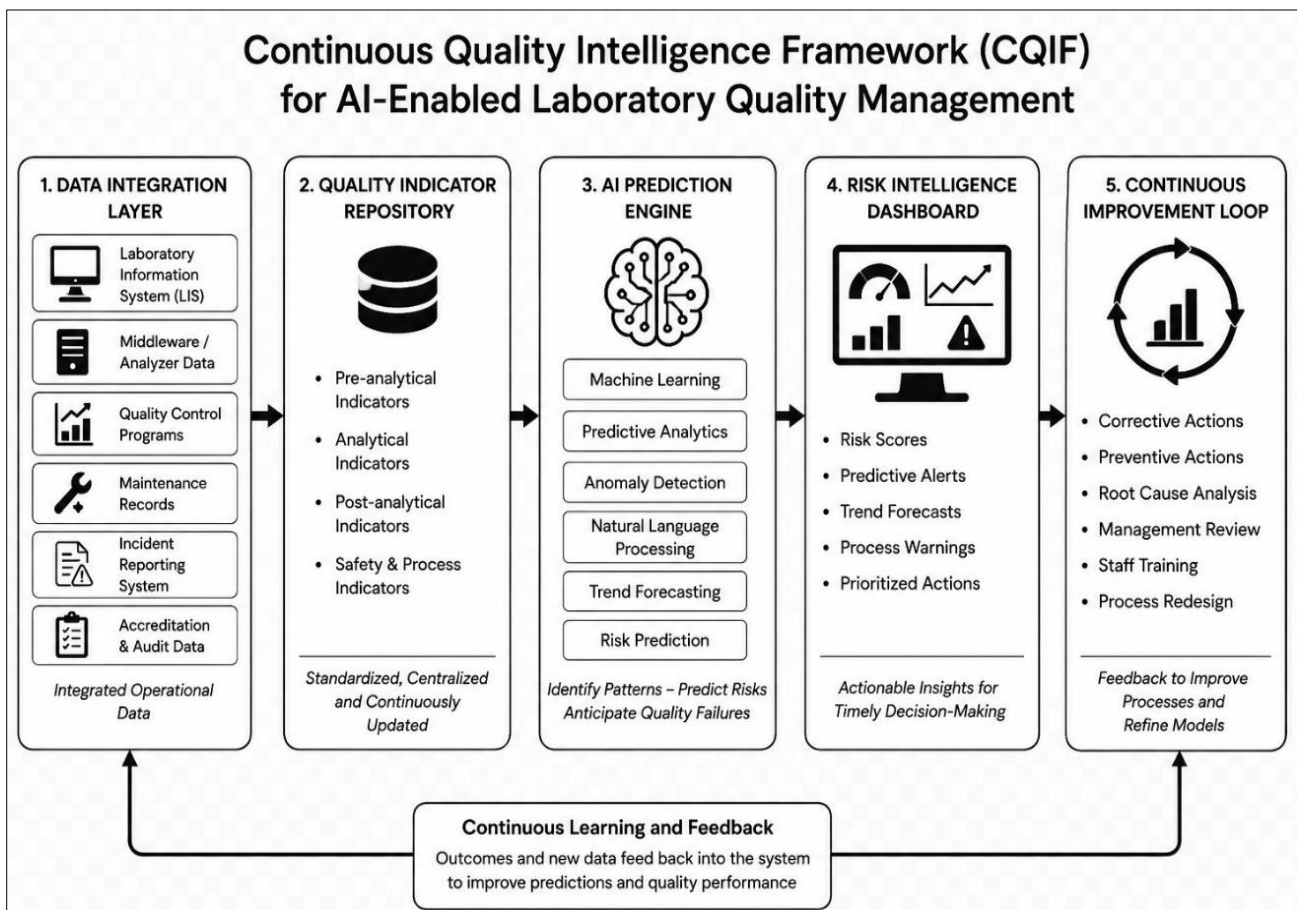 Continuous Quality Intelligence Framework (CQIF)
for AI-Enabled Laboratory Quality Management
1. DATA INTEGRATION
LAYER
Laboratory
Information
System (LIS)
Middleware /
Analyzer Data
Quality Control
Programs
Maintenance
Records
Incident
Reporting
System
Accreditation
& Audit Data
Integrated Operational
Data
2. QUALITY INDICATOR
REPOSITORY
• Pre-analytical
Indicators
• Analytical
Indicators
• Post-analytical
Indicators
• Safety & Process
Indicators
Standardized, Centralized
and Continuously
Updated
3. AI PREDICTION
ENGINE
Machine Learning
Predictive Analytics
Anomaly Detection
Natural Language
Processing
Trend Forecasting
Risk Prediction
Identify Patterns – Predict Risks
Anticipate Quality Failures
4. RISK INTELLIGENCE
DASHBOARD
• Risk Scores
• Predictive Alerts
• Trend Forecasts
• Process Warnings
• Prioritized Actions
Actionable Insights for
Timely Decision-Making
5. CONTINUOUS
IMPROVEMENT LOOP
• Corrective Actions
• Preventive Actions
• Root Cause Analysis
• Management Review
• Staff Training
• Process Redesign
Feedback to Improve
Processes and
Refine Models
Continuous Learning and Feedback
Outcomes and new data feed back into the system
to improve predictions and quality performance